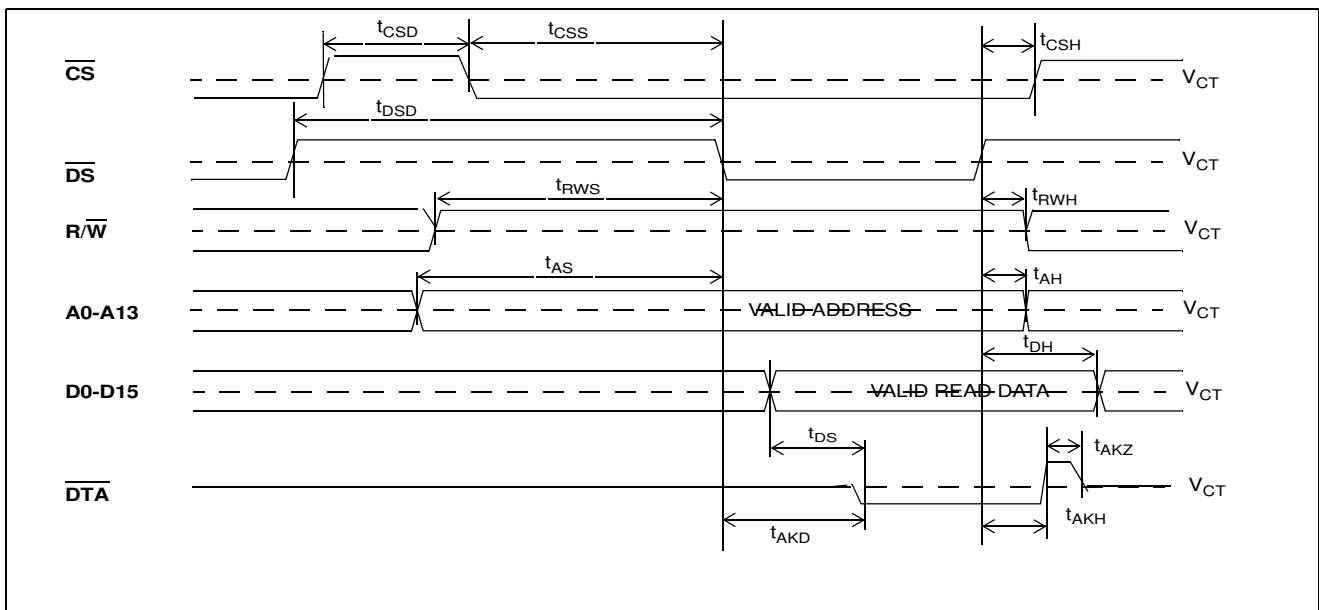 tCSD
tCSS
tCSH
CS
VCT
tDSD
DS
VCT
tRWS
tRWH
R/W
VCT
tAS
tAH
A0-A13
VALID ADDRESS
VCT
tDH
D0-D15
VALID READ DATA
VCT
tDS
tAKZ
DTA
VCT
tAKD
tAKH